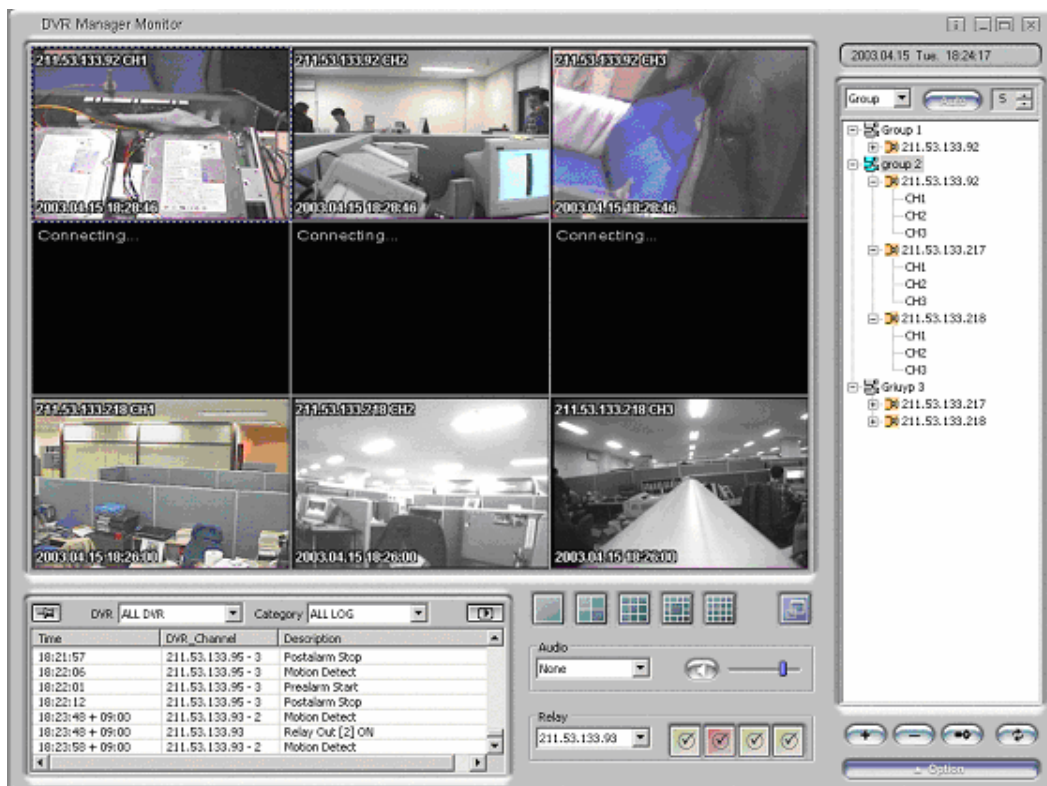 DVR Manager Monitor
211.53.133.92 CH1
2003.04.15 18:28:46
211.53.133.92 CH2
2003.04.15 18:28:46
211.53.133.92 CH3
2003.04.15 18:28:46
Connecting...
Connecting...
Connecting...
211.53.133.218 CH1
2003.04.15 18:26:00
211.53.133.218 CH2
2003.04.15 18:26:00
211.53.133.218 CH3
2003.04.15 18:26:00
2003.04.15 Tue. 18:24:17
Group
Auto
5
Group 1
211.53.133.92
group 2
211.53.133.92
CH1
CH2
CH3
211.53.133.217
CH1
CH2
CH3
211.53.133.218
CH1
CH2
CH3
Griuyp 3
211.53.133.217
211.53.133.218
DVR ALL DVR Category ALL LOG
Time DVR_Channel Description
18:21:57 211.53.133.95 - 3 Postalarm Stop
18:22:06 211.53.133.95 - 3 Motion Detect
18:22:01 211.53.133.95 - 3 Prealarm Start
18:22:12 211.53.133.95 - 3 Postalarm Stop
18:23:48 + 09:00 211.53.133.93 - 2 Motion Detect
18:23:48 + 09:00 211.53.133.93 Relay Out [2] ON
18:23:58 + 09:00 211.53.133.93 - 2 Motion Detect
Audio
None
Relay
211.53.133.93
Option